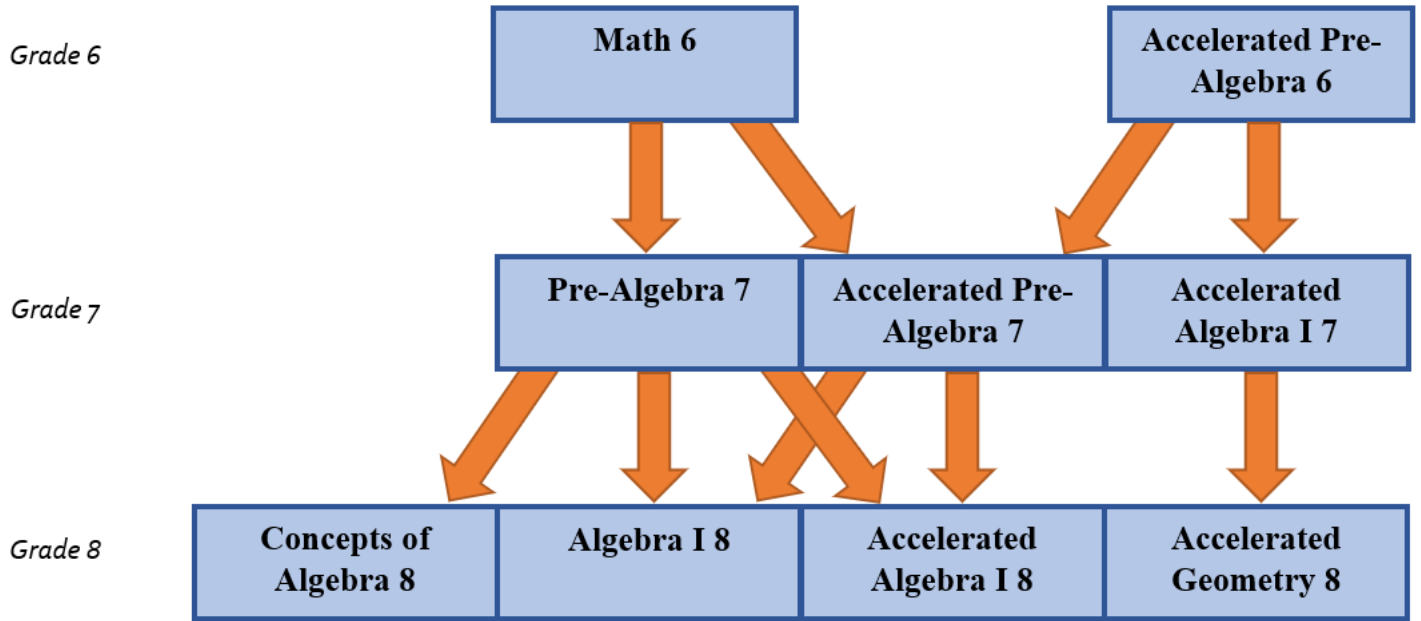 Grade 6
Math 6
Accelerated Pre-
Algebra 6
Grade 7
Pre-Algebra 7
Accelerated Pre-
Algebra 7
Accelerated
Algebra I 7
Grade 8
Concepts of
Algebra 8
Algebra I 8
Accelerated
Algebra I 8
Accelerated
Geometry 8